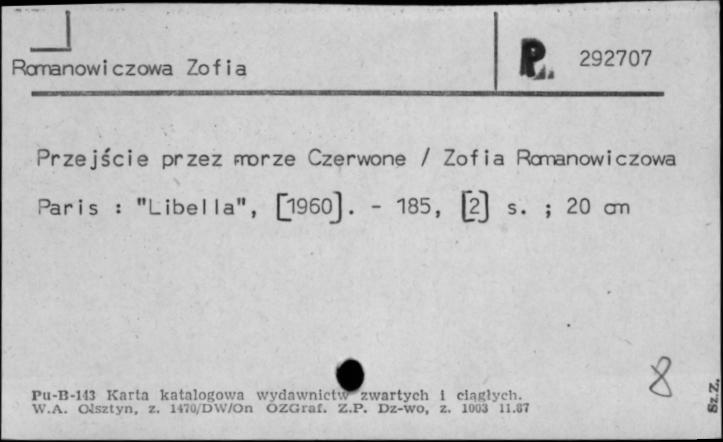 Romanowiczowa Zofia
P. 292707
Przejście przez morze Czerwone / Zofia Romanowiczowa
Paris : "Libella", [1960]. - 185, [2] s. ; 20 cm
8
Pu-B-143 Karta katalogowa wydawnictw zwartych i ciągłych.
W.A. Olsztyn, z. 1470/DW/On OZGraf. Z.P. Dz-wo, z. 1003 11.87
Sz.Z.